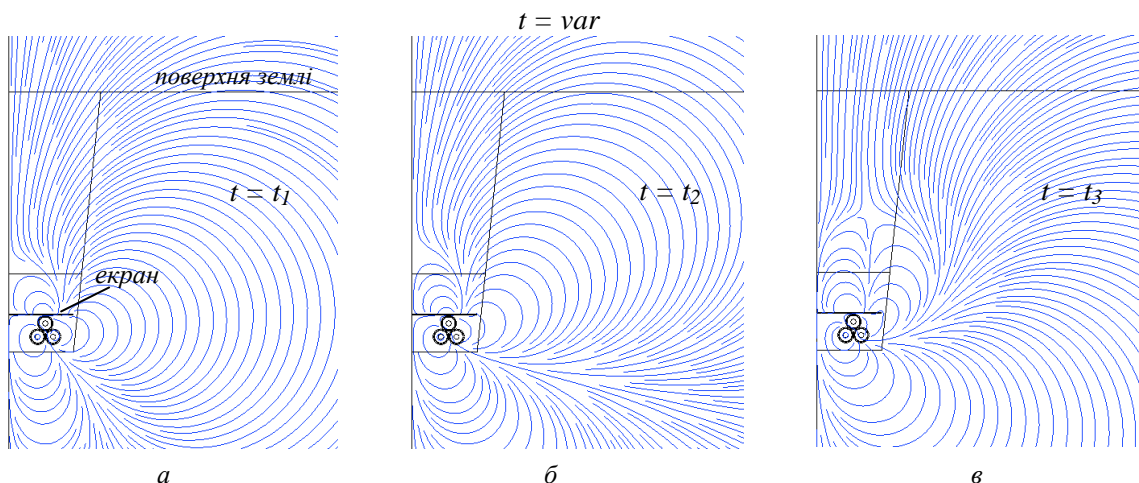 t = var
поверхня землі
t = t1
екран
t = t2
t = t3
а
б
в